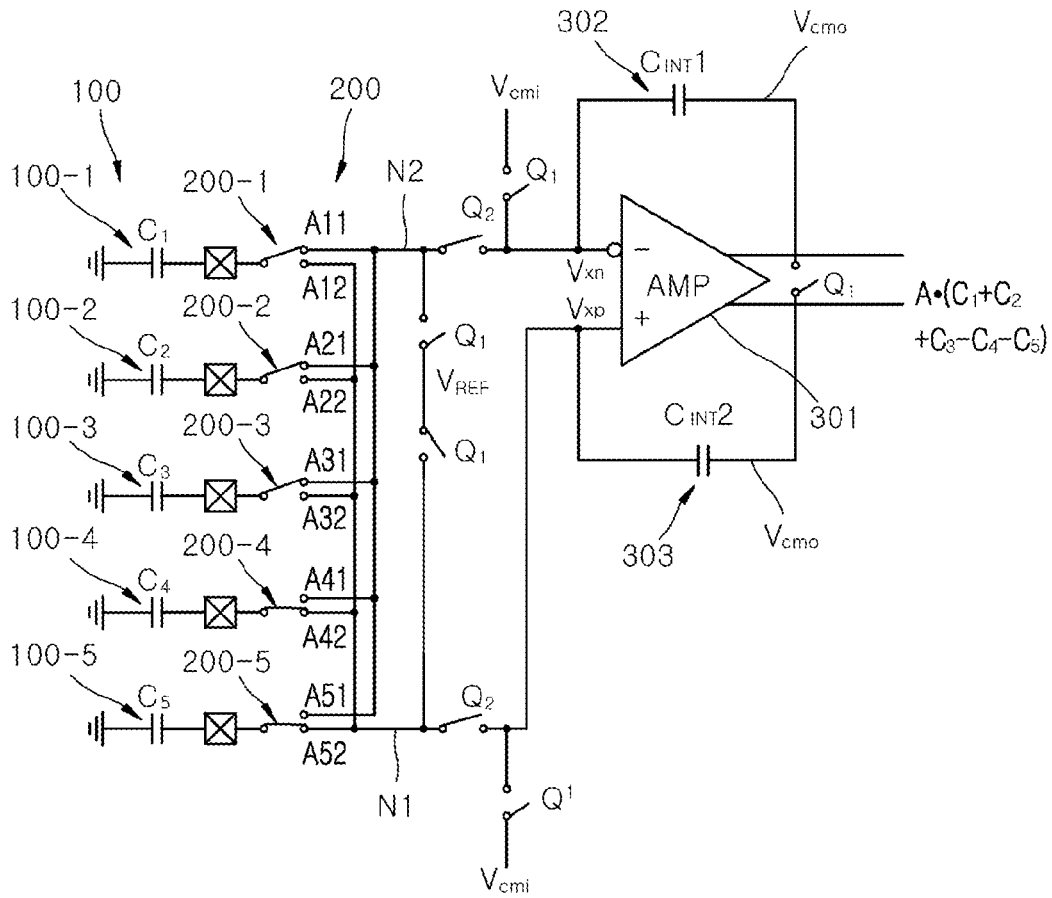 302
Vcmo
CINT1
100
200
Vcmi
100-1
200-1
N2
Q1
C1
A11
Q2
A12
Vxn
−
AMP
100-2
200-2
Vxp
Q1
A•(C1+C2
+C3−C4−C5)
C2
A21
Q1
+
A22
VREF
301
100-3
200-3
CINT2
C3
A31
Q1
A32
Vcmo
303
100-4
200-4
C4
A41
A42
100-5
200-5
C5
A51
Q2
A52
N1
Q1
Vcmi